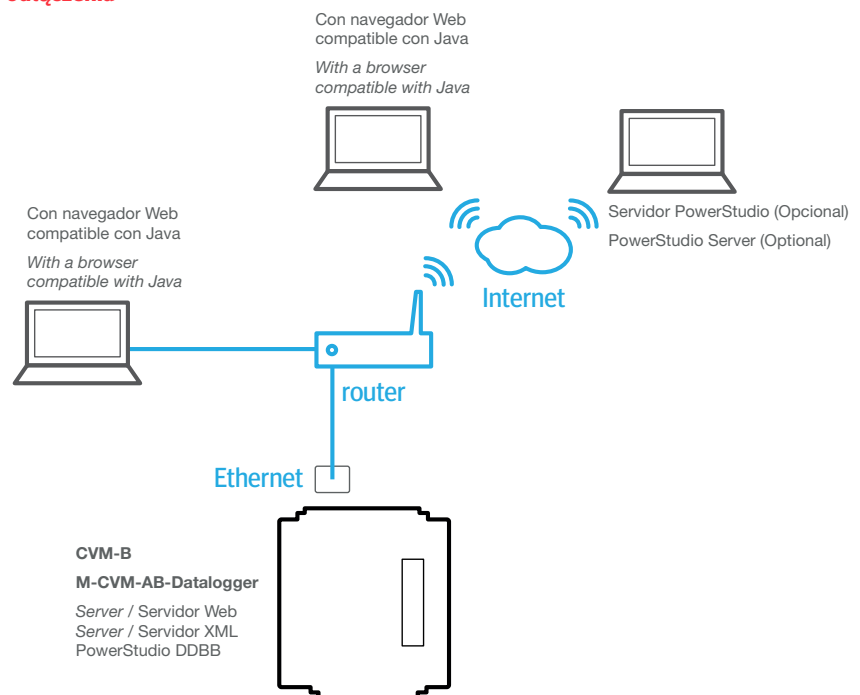 Con navegador Web
compatible con Java
With a browser
compatible with Java
Servidor PowerStudio (Opcional)
PowerStudio Server (Optional)
Con navegador Web
compatible con Java
With a browser
compatible with Java
Internet
router
Ethernet
CVM-B
M-CVM-AB-Datalogger
Server / Servidor Web
Server / Servidor XML
PowerStudio DDBB